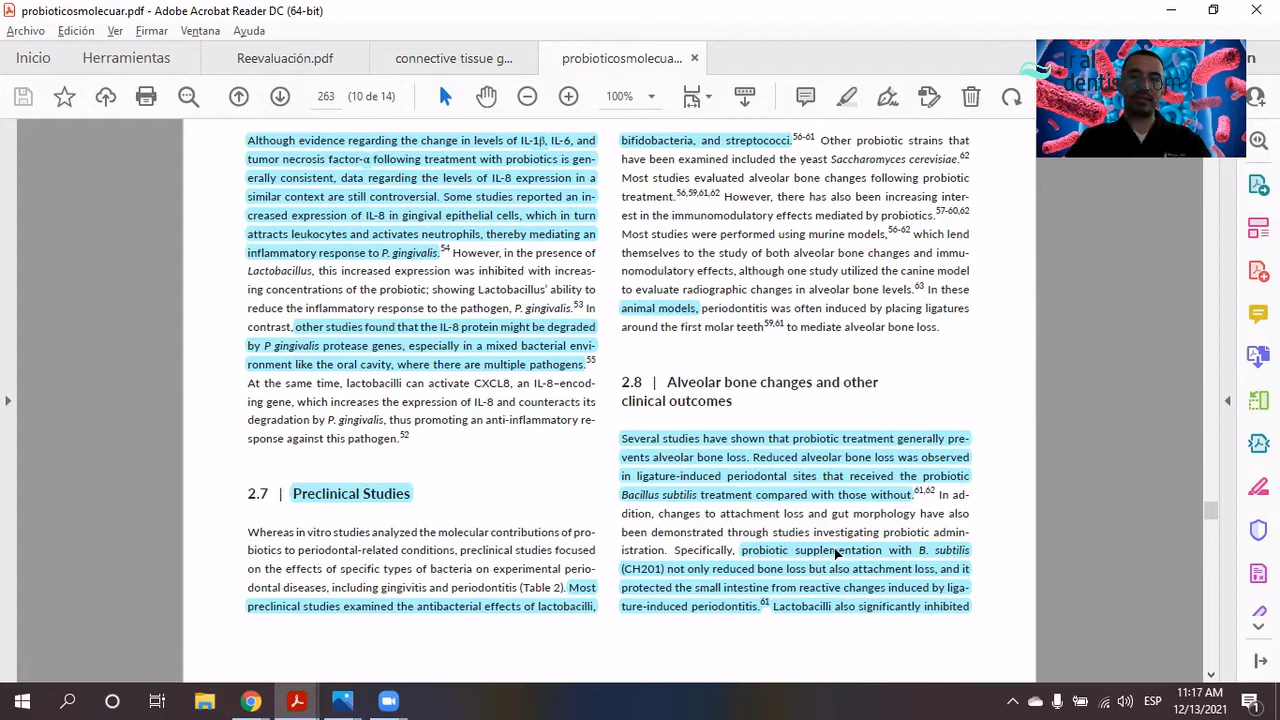 probioticosmolecuar.pdf - Adobe Acrobat Reader DC (64-bit)
Archivo Edición Ver Firmar Ventana Ayuda
Inicio Herramientas Reevaluación.pdf connective tissue g... probioticosmolecua...
263 (10 de 14) 100%
Ir al
dentista.com
Although evidence regarding the change in levels of IL-1β, IL-6, and
tumor necrosis factor-α following treatment with probiotics is gen-
erally consistent, data regarding the levels of IL-8 expression in a
similar context are still controversial. Some studies reported an in-
creased expression of IL-8 in gingival epithelial cells, which in turn
attracts leukocytes and activates neutrophils, thereby mediating an
inflammatory response to P. gingivalis.54 However, in the presence of
Lactobacillus, this increased expression was inhibited with increas-
ing concentrations of the probiotic; showing Lactobacillus' ability to
reduce the inflammatory response to the pathogen, P. gingivalis.53 In
contrast, other studies found that the IL-8 protein might be degraded
by P gingivalis protease genes, especially in a mixed bacterial envi-
ronment like the oral cavity, where there are multiple pathogens.55
At the same time, lactobacilli can activate CXCL8, an IL-8–encod-
ing gene, which increases the expression of IL-8 and counteracts its
degradation by P. gingivalis, thus promoting an anti-inflammatory re-
sponse against this pathogen.52
2.7 | Preclinical Studies
Whereas in vitro studies analyzed the molecular contributions of pro-
biotics to periodontal-related conditions, preclinical studies focused
on the effects of specific types of bacteria on experimental perio-
dontal diseases, including gingivitis and periodontitis (Table 2). Most
preclinical studies examined the antibacterial effects of lactobacilli,
bifidobacteria, and streptococci.56-61 Other probiotic strains that
have been examined included the yeast Saccharomyces cerevisiae.62
Most studies evaluated alveolar bone changes following probiotic
treatment.56,59,61,62 However, there has also been increasing inter-
est in the immunomodulatory effects mediated by probiotics.57-60,62
Most studies were performed using murine models,56-62 which lend
themselves to the study of both alveolar bone changes and immu-
nomodulatory effects, although one study utilized the canine model
to evaluate radiographic changes in alveolar bone levels.63 In these
animal models, periodontitis was often induced by placing ligatures
around the first molar teeth59,61 to mediate alveolar bone loss.
2.8 | Alveolar bone changes and other
clinical outcomes
Several studies have shown that probiotic treatment generally pre-
vents alveolar bone loss. Reduced alveolar bone loss was observed
in ligature-induced periodontal sites that received the probiotic
Bacillus subtilis treatment compared with those without.61,62 In ad-
dition, changes to attachment loss and gut morphology have also
been demonstrated through studies investigating probiotic admin-
istration. Specifically, probiotic supplementation with B. subtilis
(CH201) not only reduced bone loss but also attachment loss, and it
protected the small intestine from reactive changes induced by liga-
ture-induced periodontitis.61 Lactobacilli also significantly inhibited
ESP
11:17 AM
12/13/2021
1